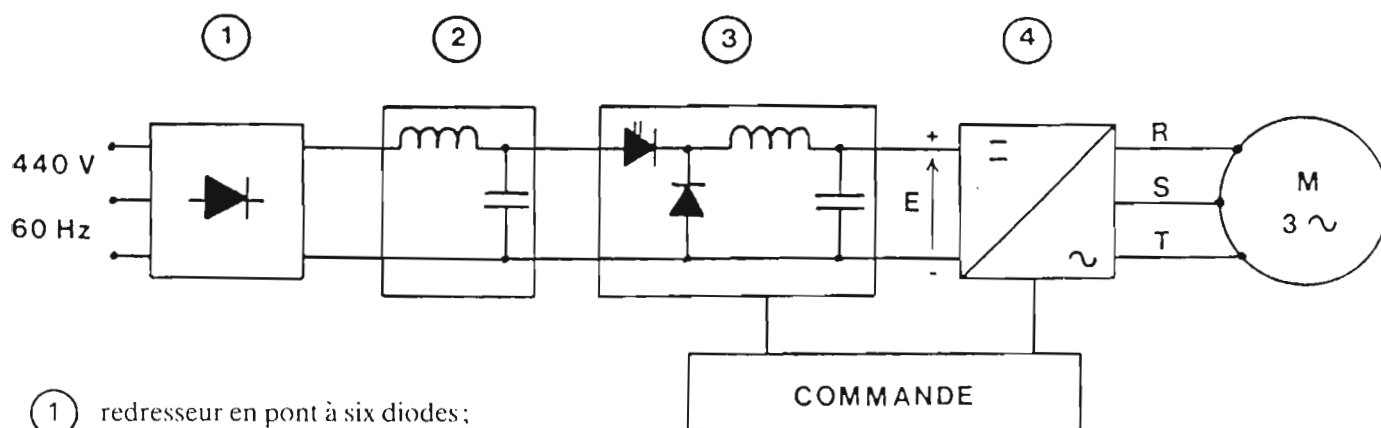 1 2 3 4
440 V
60 Hz
+
E
-
R
S
T
M
3 ~
COMMANDE
1 redresseur en pont à six diodes ;